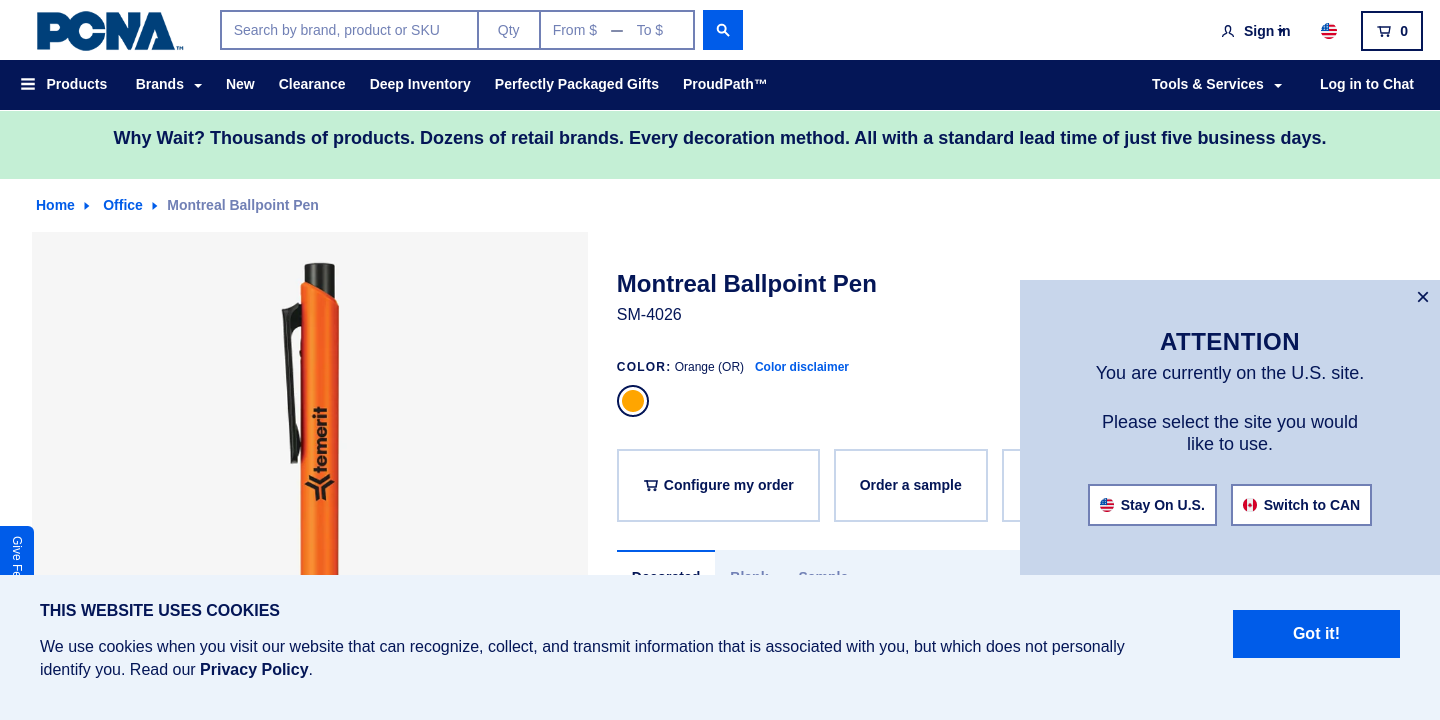 PCNA™
Search by brand, product or SKU
Qty
From $ — To $
Sign in
0
Products
Brands
New
Clearance
Deep Inventory
Perfectly Packaged Gifts
ProudPath™
Tools & Services
Log in to Chat
Why Wait? Thousands of products. Dozens of retail brands. Every decoration method. All with a standard lead time of just five business days.
Home
Office
Montreal Ballpoint Pen
temerit
Montreal Ballpoint Pen
SM-4026
COLOR: Orange (OR) Color disclaimer
Configure my order
Order a sample
Decorated
Blank
Sample
×
ATTENTION
You are currently on the U.S. site.
Please select the site you would
like to use.
Stay On U.S.
Switch to CAN
Give
THIS WEBSITE USES COOKIES
We use cookies when you visit our website that can recognize, collect, and transmit information that is associated with you, but which does not personally
identify you. Read our Privacy Policy.
Got it!